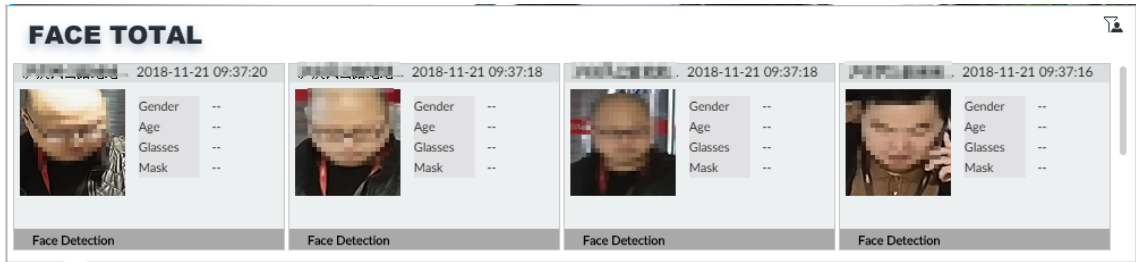 FACE TOTAL
2018-11-21 09:37:20
Gender --
Age --
Glasses --
Mask --
Face Detection
2018-11-21 09:37:18
Gender --
Age --
Glasses --
Mask --
Face Detection
2018-11-21 09:37:18
Gender --
Age --
Glasses --
Mask --
Face Detection
2018-11-21 09:37:16
Gender --
Age --
Glasses --
Mask --
Face Detection